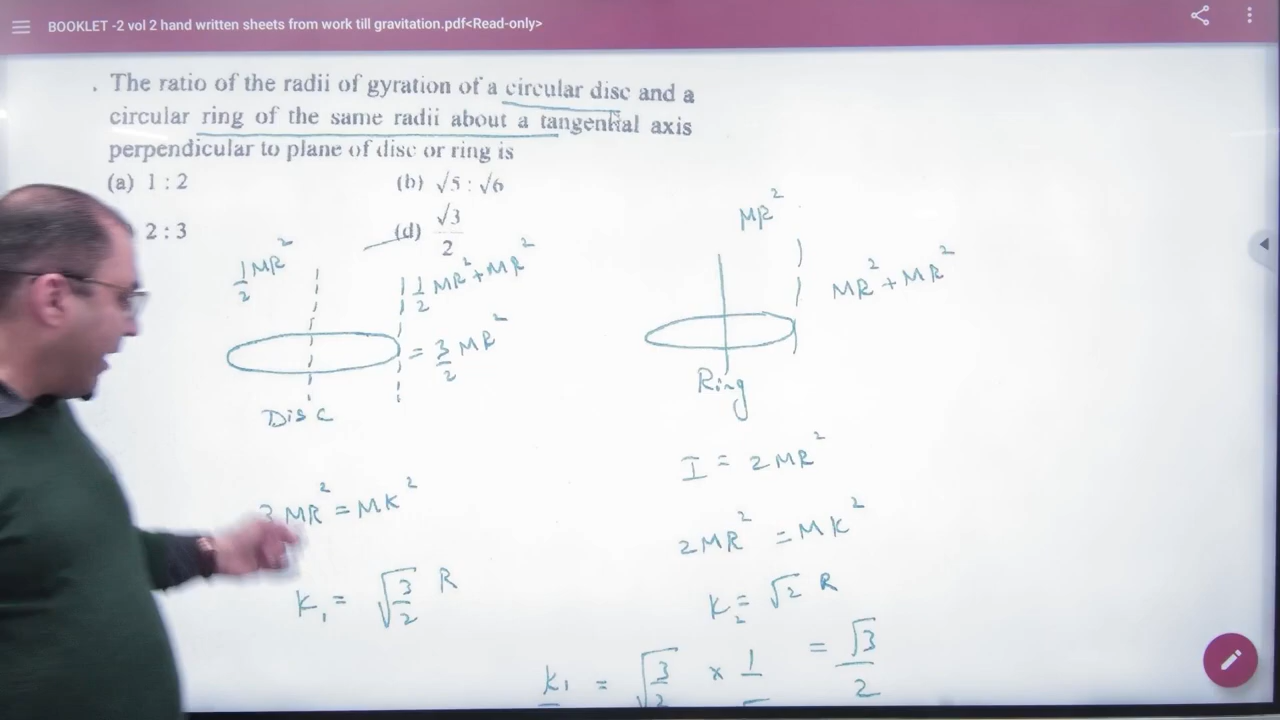 BOOKLET -2 vol 2 hand written sheets from work till gravitation.pdf<Read-only>
. The ratio of the radii of gyration of a circular disc and a
circular ring of the same radii about a tangential axis
perpendicular to plane of disc or ring is
(a) 1 : 2 (b) √5 : √6
2 : 3 (d) √3/2
1/2 MR² 1/2 MR² + MR²
= 3/2 MR²
Disc
MR²
MR² + MR²
Ring
MR² = MK²
K₁ = √(3/2) R
I = 2MR²
2MR² = MK²
K₂ = √2 R
K₁ = √(3/2) × 1 = √3/2